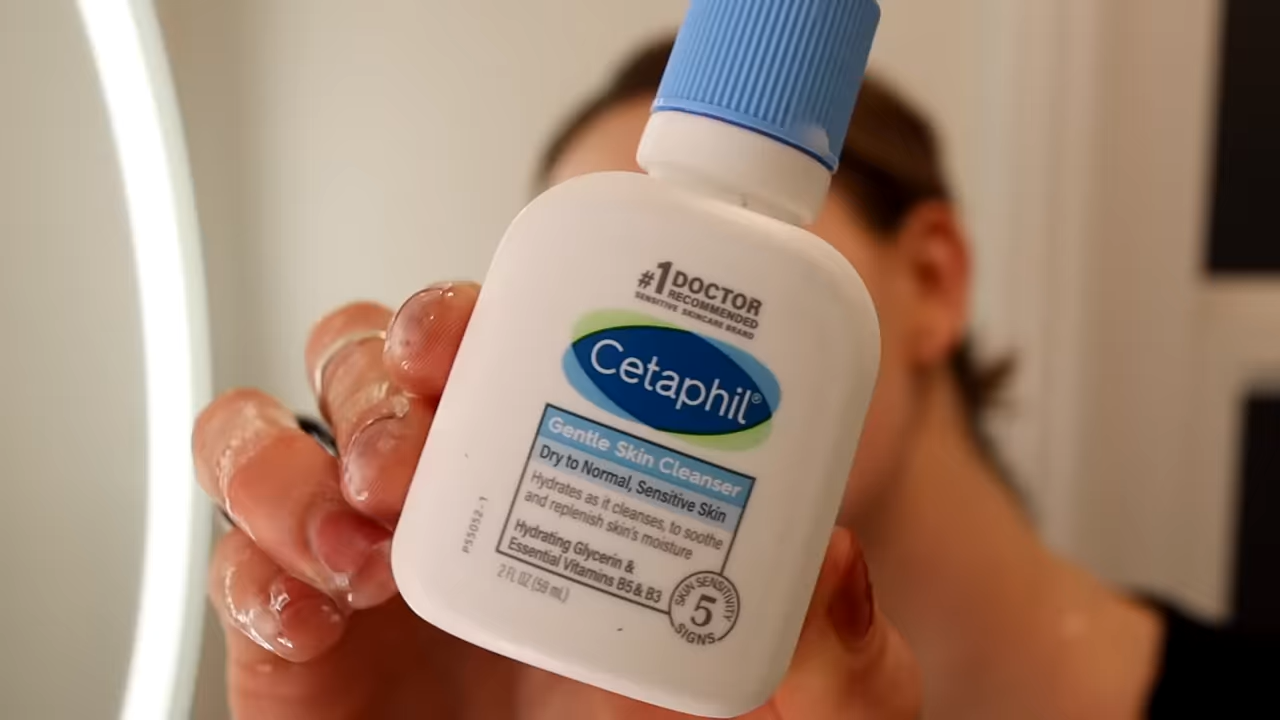 #1 DOCTOR
RECOMMENDED
SENSITIVE SKINCARE BRAND
Cetaphil®
Gentle Skin Cleanser
Dry to Normal, Sensitive Skin
Hydrates as it cleanses, to soothe
and replenish skin's moisture
Hydrating Glycerin &
Essential Vitamins B5 & B3
2 FL OZ (59 mL)
SKIN SENSITIVITY
5
SIGNS
P55052-1